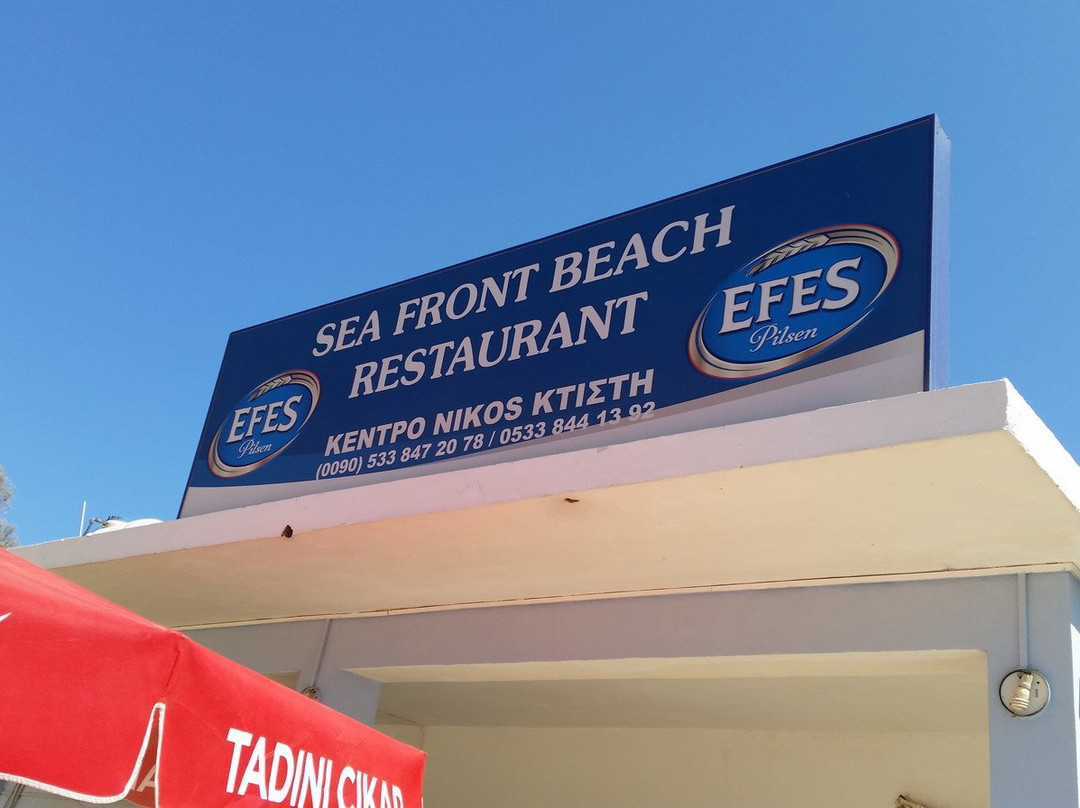 SEA FRONT BEACH
RESTAURANT
EFES
Pilsen
EFES
Pilsen
ΚΕΝΤΡΟ NIKOS ΚΤΙΣΤΗ
(0090) 533 847 20 78 / 0533 844 13 92
TADINI ÇIKAR